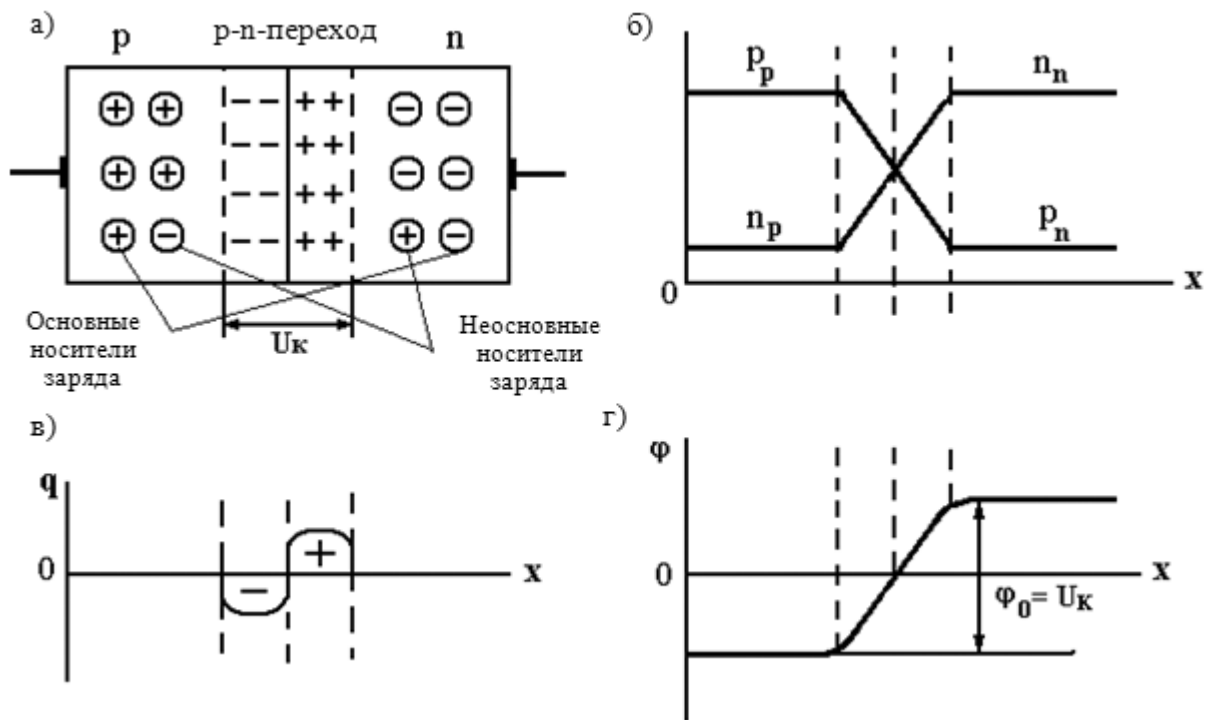 а)
р-n-переход
p
n
− − + +
− − + +
− − + +
− − + +
+ + − −
+ + − −
+ − + −
Основные
носители
заряда
Uк
Неосновные
носители
заряда
б)
pp
nn
np
pn
0
x
в)
q
0
−
+
x
г)
φ
0
x
φ0= Uк